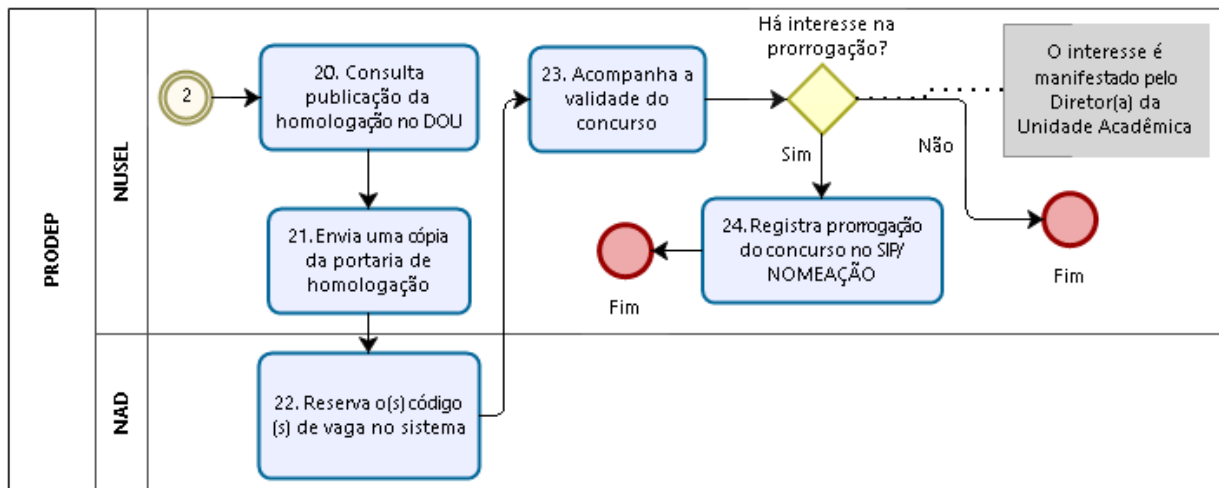 PRODEP
NUSEL
NAD
2
20. Consulta
publicação da
homologação no DOU
21. Envia uma cópia
da portaria de
homologação
22. Reserva o(s) código
(s) de vaga no sistema
23. Acompanha a
validade do
concurso
Há interesse na
prorrogação?
O interesse é
manifestado pelo
Diretor(a) da
Unidade Acadêmica
Sim
Não
24. Registra prorrogação
do concurso no SIP/
NOMEAÇÃO
Fim
Fim